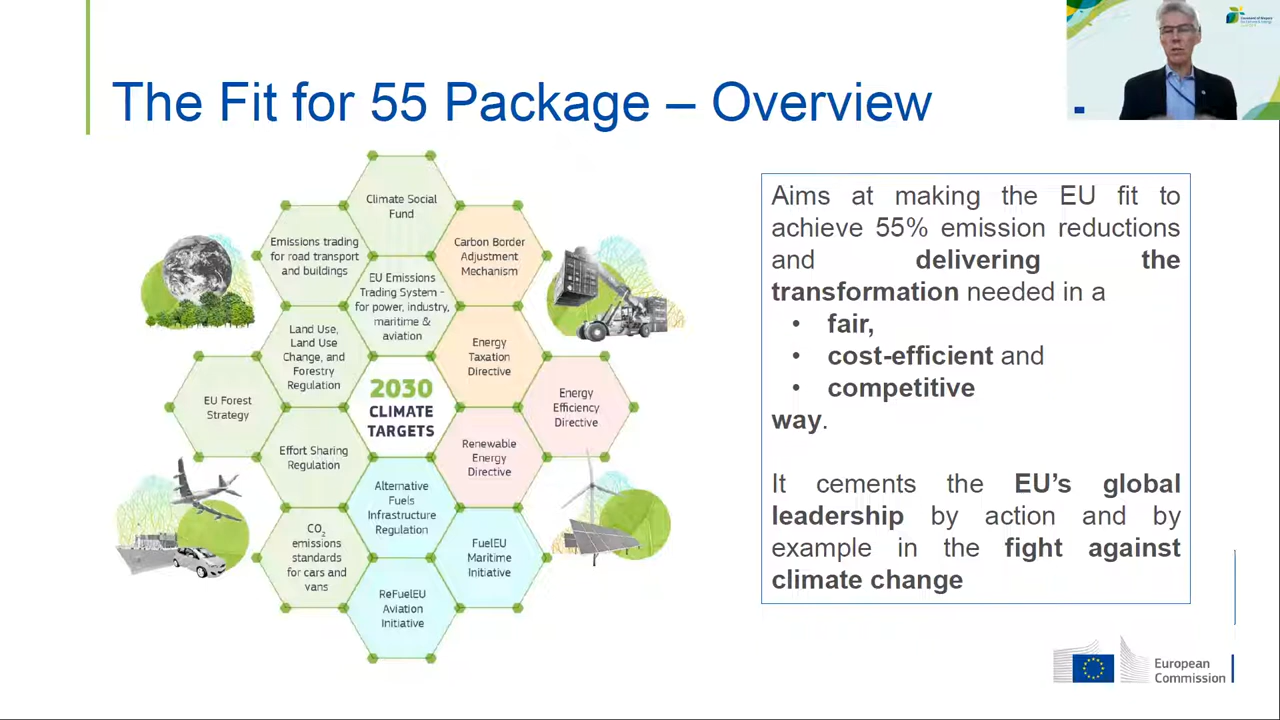 The Fit for 55 Package – Overview
Climate Social
Fund
Emissions trading
for road transport
and buildings
Carbon Border
Adjustment
Mechanism
EU Emissions
Trading System -
for power, industry,
maritime &
aviation
Land Use,
Land Use
Change, and
Forestry
Regulation
Energy
Taxation
Directive
EU Forest
Strategy
2030
CLIMATE
TARGETS
Energy
Efficiency
Directive
Effort Sharing
Regulation
Renewable
Energy
Directive
Alternative
Fuels
Infrastructure
Regulation
CO₂
emissions
standards
for cars and
vans
FuelEU
Maritime
Initiative
ReFuelEU
Aviation
Initiative
Aims at making the EU fit to
achieve 55% emission reductions
and delivering the
transformation needed in a
• fair,
• cost-efficient and
• competitive
way.
It cements the EU’s global
leadership by action and by
example in the fight against
climate change
European
Commission